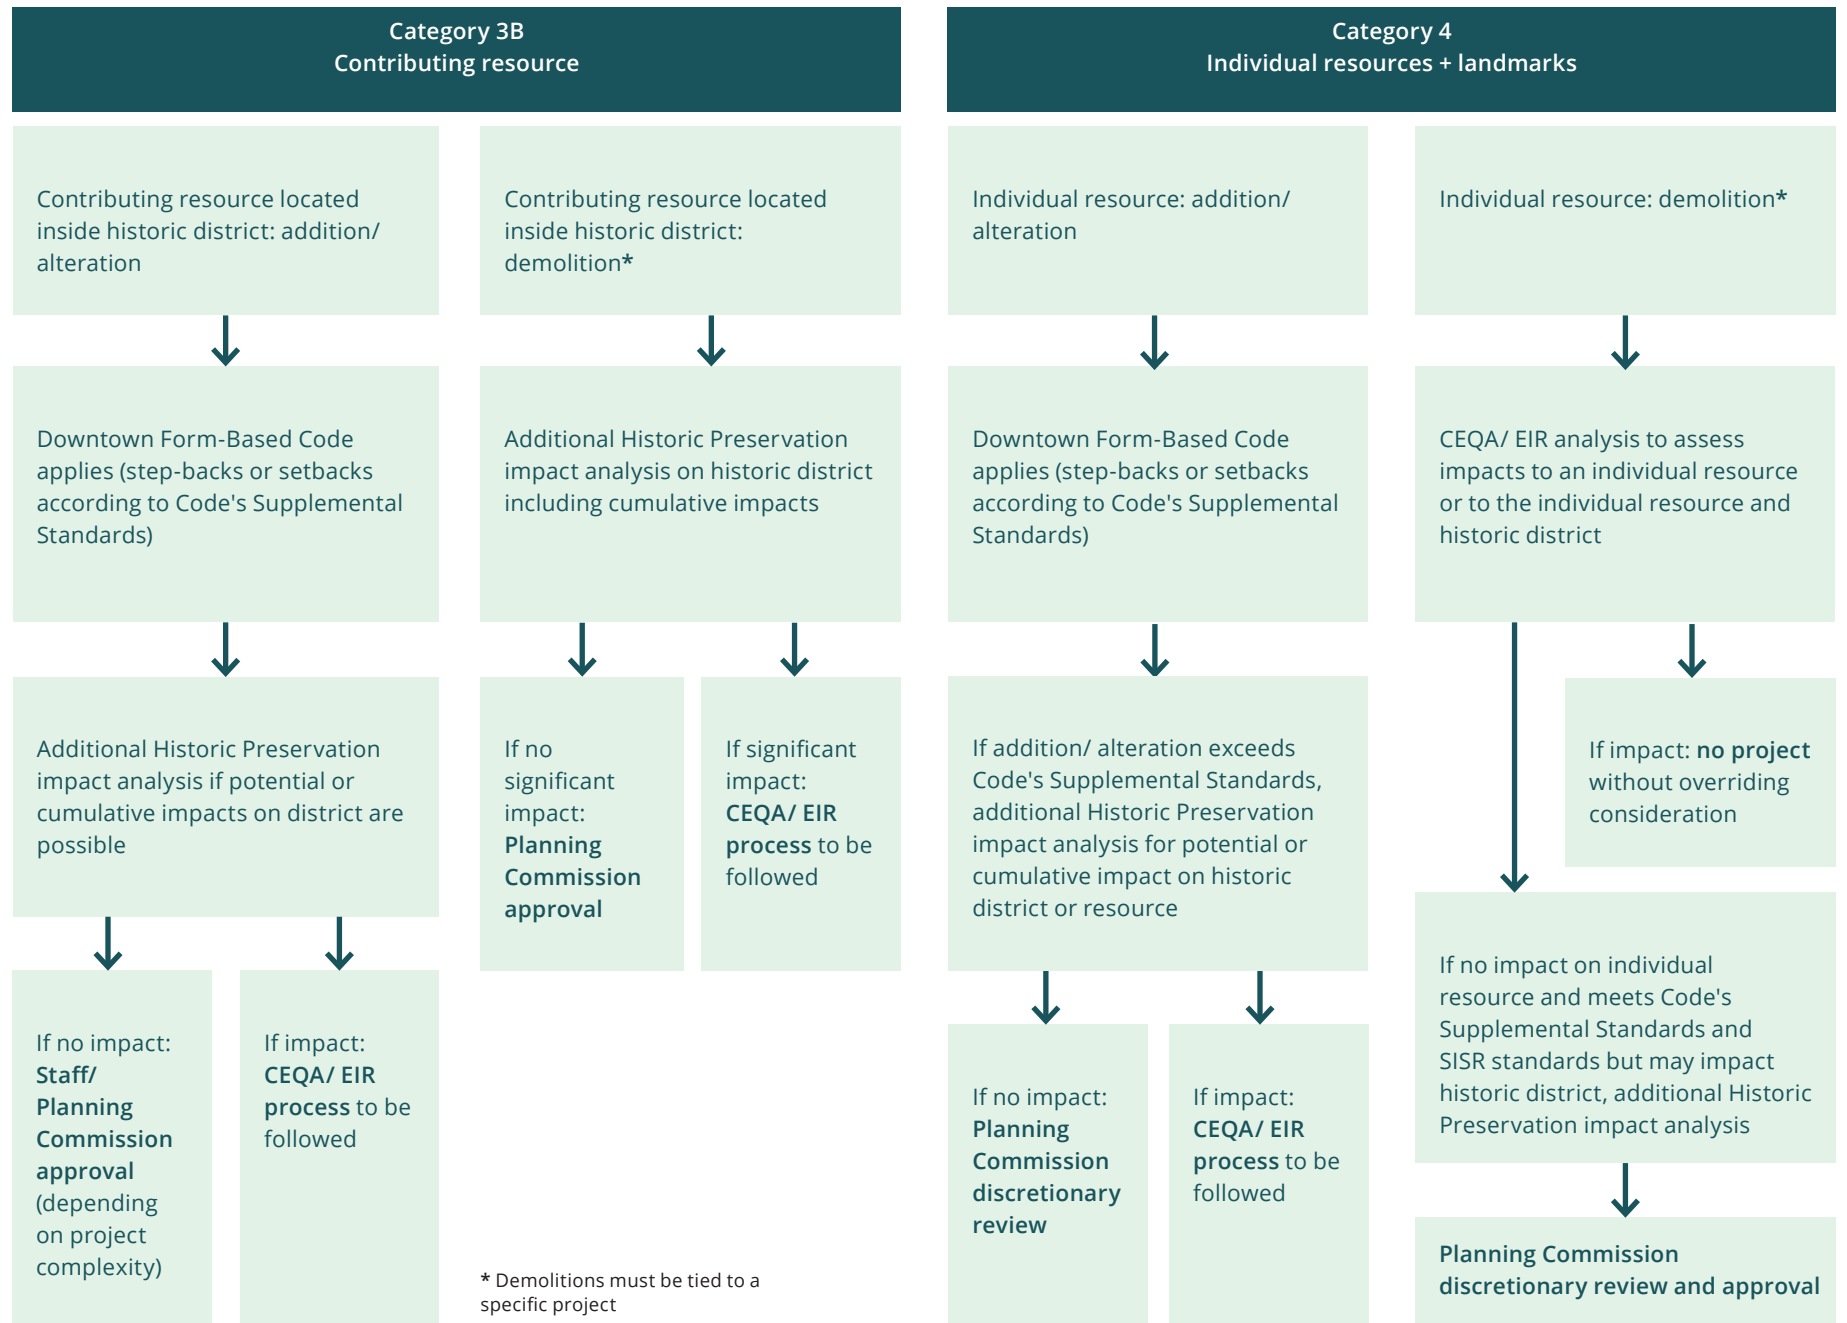 Category 3B
Contributing resource
Contributing resource located
inside historic district: addition/
alteration
Downtown Form-Based Code
applies (step-backs or setbacks
according to Code's Supplemental
Standards)
Additional Historic Preservation
impact analysis if potential or
cumulative impacts on district are
possible
If no impact:
Staff/
Planning
Commission
approval
(depending
on project
complexity)
If impact:
CEQA/ EIR
process to be
followed
Contributing resource located
inside historic district:
demolition*
Additional Historic Preservation
impact analysis on historic district
including cumulative impacts
If no
significant
impact:
Planning
Commission
approval
If significant
impact:
CEQA/ EIR
process to be
followed
* Demolitions must be tied to a
specific project
Category 4
Individual resources + landmarks
Individual resource: addition/
alteration
Downtown Form-Based Code
applies (step-backs or setbacks
according to Code's Supplemental
Standards)
If addition/ alteration exceeds
Code's Supplemental Standards,
additional Historic Preservation
impact analysis for potential or
cumulative impact on historic
district or resource
If no impact:
Planning
Commission
discretionary
review
If impact:
CEQA/ EIR
process to be
followed
Individual resource: demolition*
CEQA/ EIR analysis to assess
impacts to an individual resource
or to the individual resource and
historic district
If impact: no project
without overriding
consideration
If no impact on individual
resource and meets Code's
Supplemental Standards and
SISR standards but may impact
historic district, additional Historic
Preservation impact analysis
Planning Commission
discretionary review and approval